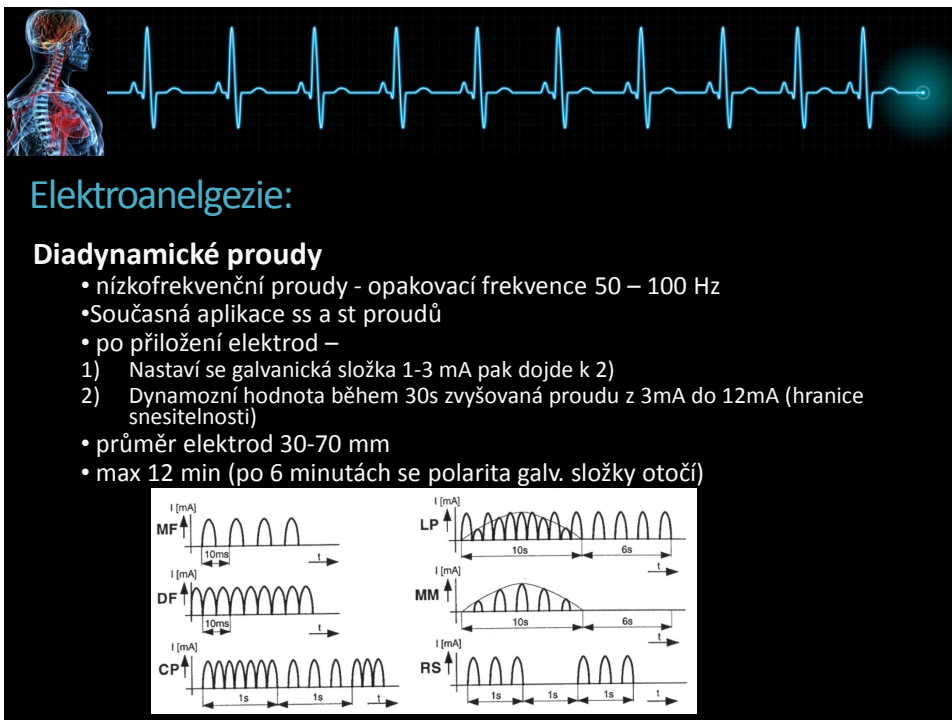 Elektroanelgezie:
Diadynamické proudy
• nízkofrekvenční proudy - opakovací frekvence 50 – 100 Hz
•Současná aplikace ss a st proudů
• po přiložení elektrod –
1) Nastaví se galvanická složka 1-3 mA pak dojde k 2)
2) Dynamozní hodnota během 30s zvyšovaná proudu z 3mA do 12mA (hranice
snesitelnosti)
• průměr elektrod 30-70 mm
• max 12 min (po 6 minutách se polarita galv. složky otočí)
I [mA]
MF
10ms
t
I [mA]
DF
10ms
t
I [mA]
CP
1s
1s
t
I [mA]
LP
10s
6s
t
I [mA]
MM
10s
6s
t
I [mA]
RS
1s
1s
1s
t